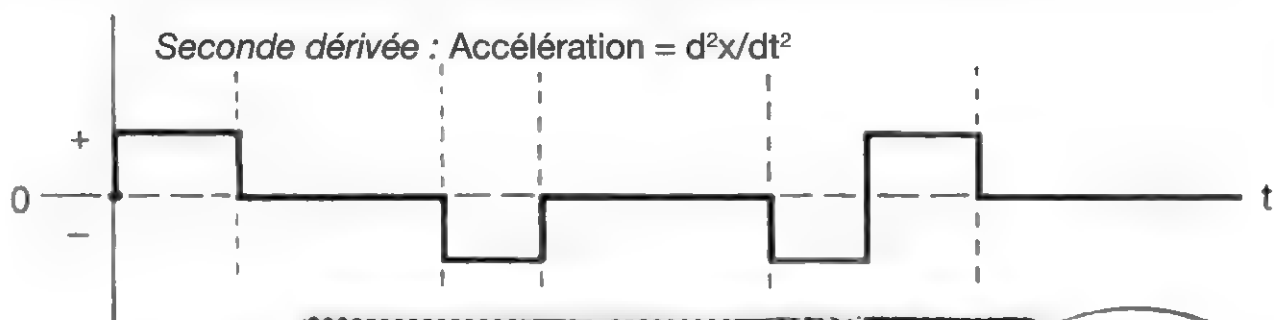 Seconde dérivée : Accélération = d²x/dt²
+
0
t
−